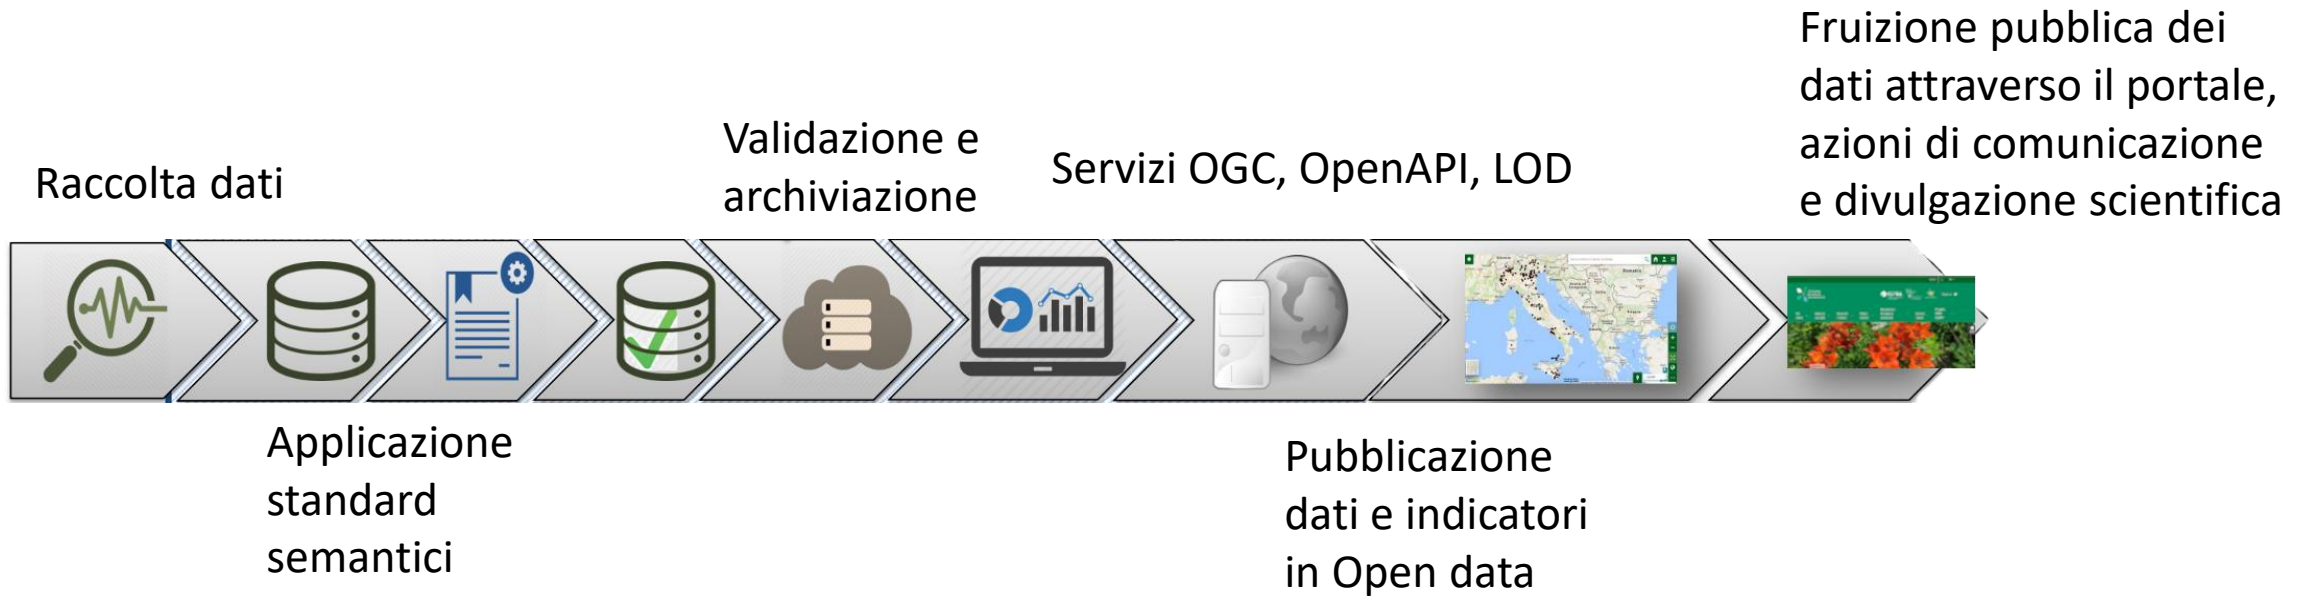 Raccolta dati
Applicazione
standard
semantici
Validazione e
archiviazione
Servizi OGC, OpenAPI, LOD
Pubblicazione
dati e indicatori
in Open data
Fruizione pubblica dei
dati attraverso il portale,
azioni di comunicazione
e divulgazione scientifica